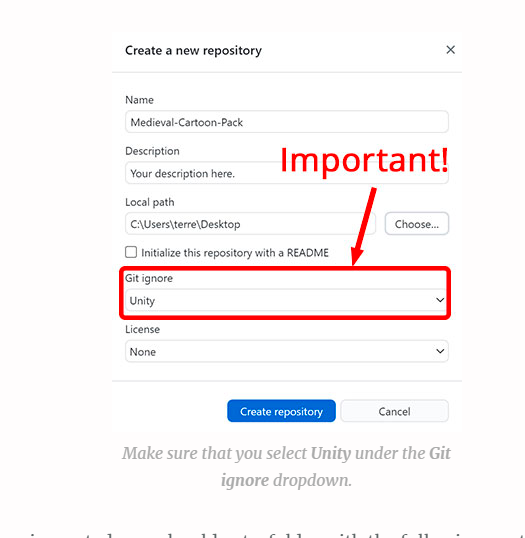 Create a new repository
Name
Medieval-Cartoon-Pack
Description
Important!
Your description here.
Local path
C:\Users\terre\Desktop
Choose...
Initialize this repository with a README
Git ignore
Unity
License
None
Create repository
Cancel
Make sure that you select Unity under the Git
ignore dropdown.